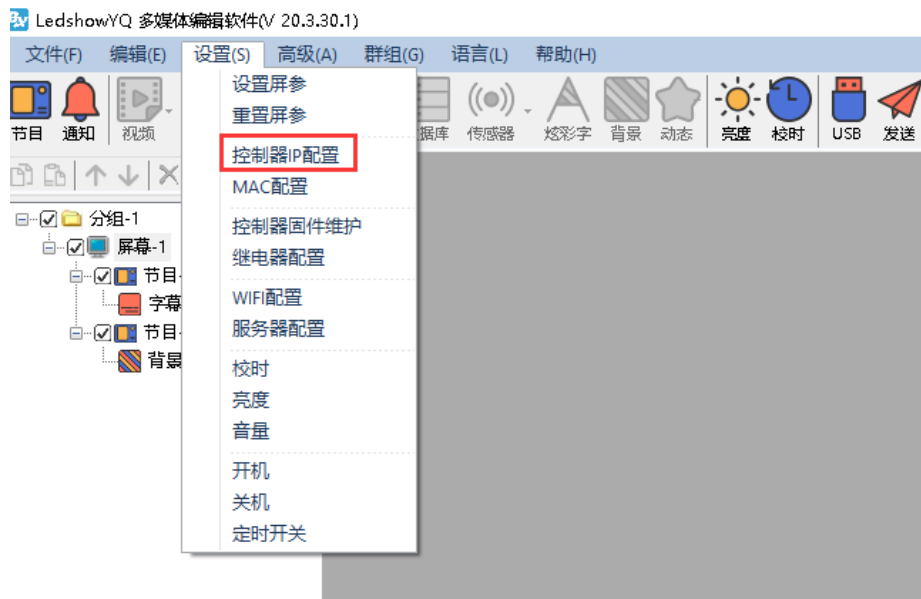 LedshowYQ 多媒体编辑软件(V 20.3.30.1)
文件(F) 编辑(E) 设置(S) 高级(A) 群组(G) 语言(L) 帮助(H)
节目 通知 视频 据库 传感器 炫彩字 背景 动态 亮度 校时 USB 发送
设置屏参
重置屏参
控制器IP配置
MAC配置
控制器固件维护
继电器配置
WIFI配置
服务器配置
校时
亮度
音量
开机
关机
定时开关
分组-1
屏幕-1
节目-
字幕
节目-
背景